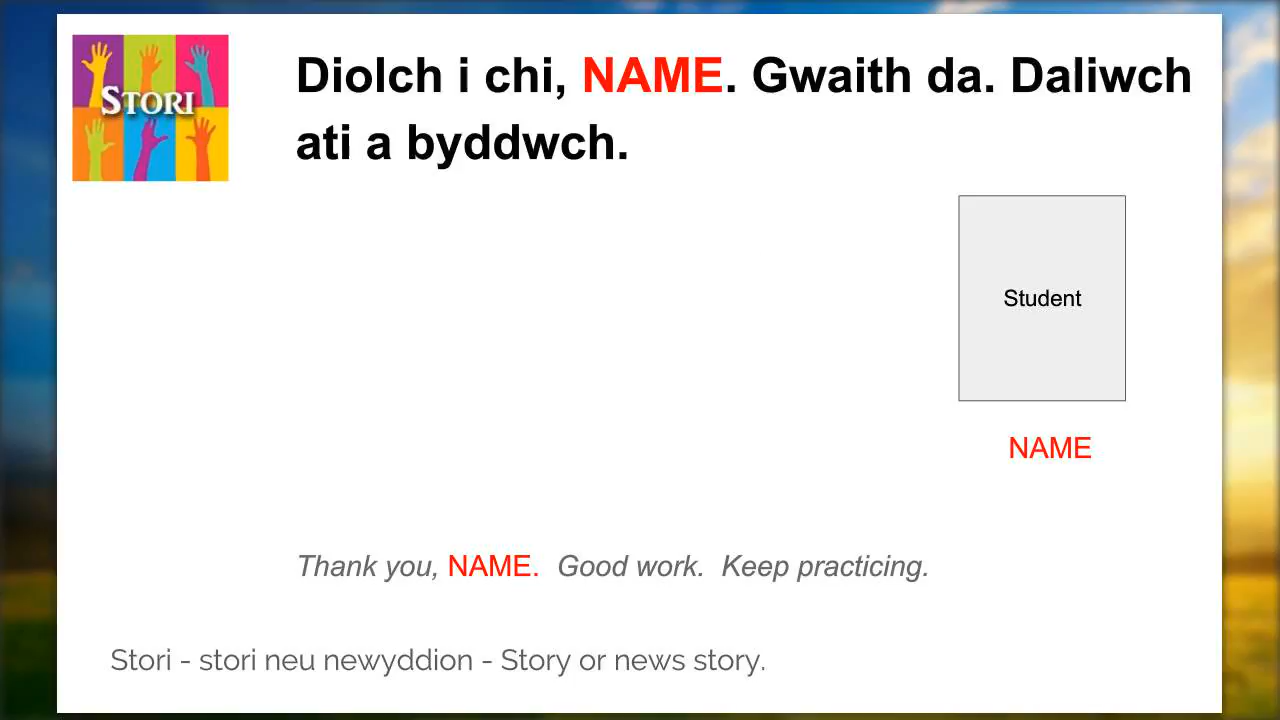 STORI
Diolch i chi, NAME. Gwaith da. Daliwch
ati a byddwch.
Student
NAME
Thank you, NAME. Good work. Keep practicing.
Stori - stori neu newyddion - Story or news story.